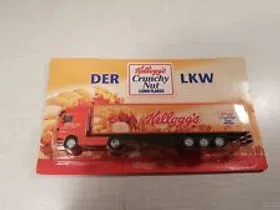 DER
Kellogg's
Crunchy
Nut
CORN FLAKES
LKW
Kellogg's